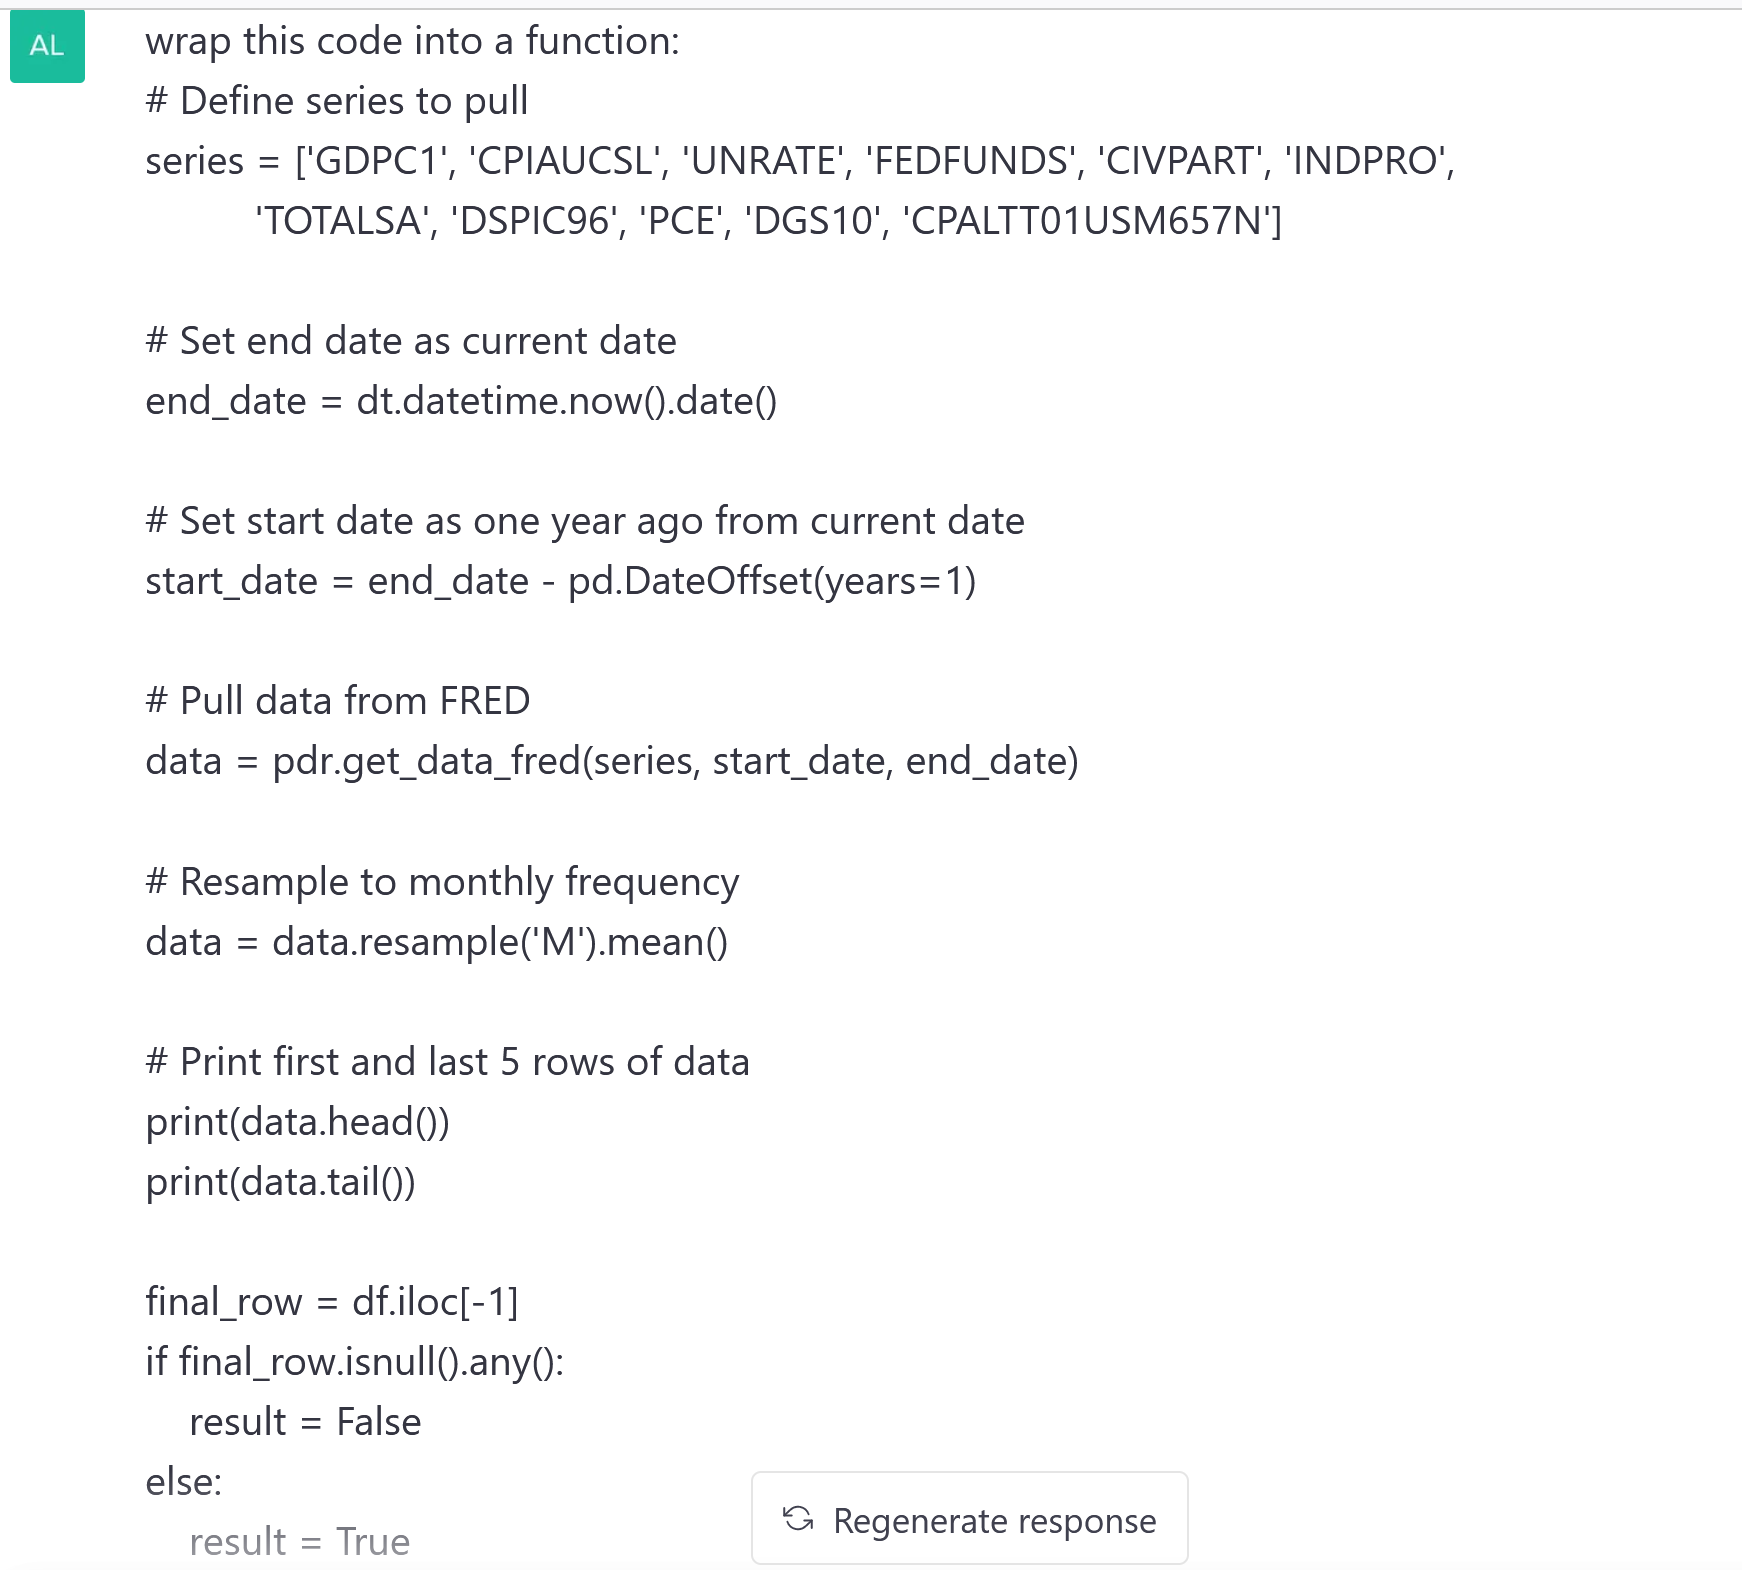 AL
wrap this code into a function:
# Define series to pull
series = ['GDPC1', 'CPIAUCSL', 'UNRATE', 'FEDFUNDS', 'CIVPART', 'INDPRO',
'TOTALSA', 'DSPIC96', 'PCE', 'DGS10', 'CPALTT01USM657N']
# Set end date as current date
end_date = dt.datetime.now().date()
# Set start date as one year ago from current date
start_date = end_date - pd.DateOffset(years=1)
# Pull data from FRED
data = pdr.get_data_fred(series, start_date, end_date)
# Resample to monthly frequency
data = data.resample('M').mean()
# Print first and last 5 rows of data
print(data.head())
print(data.tail())
final_row = df.iloc[-1]
if final_row.isnull().any():
result = False
else:
result = True
Regenerate response